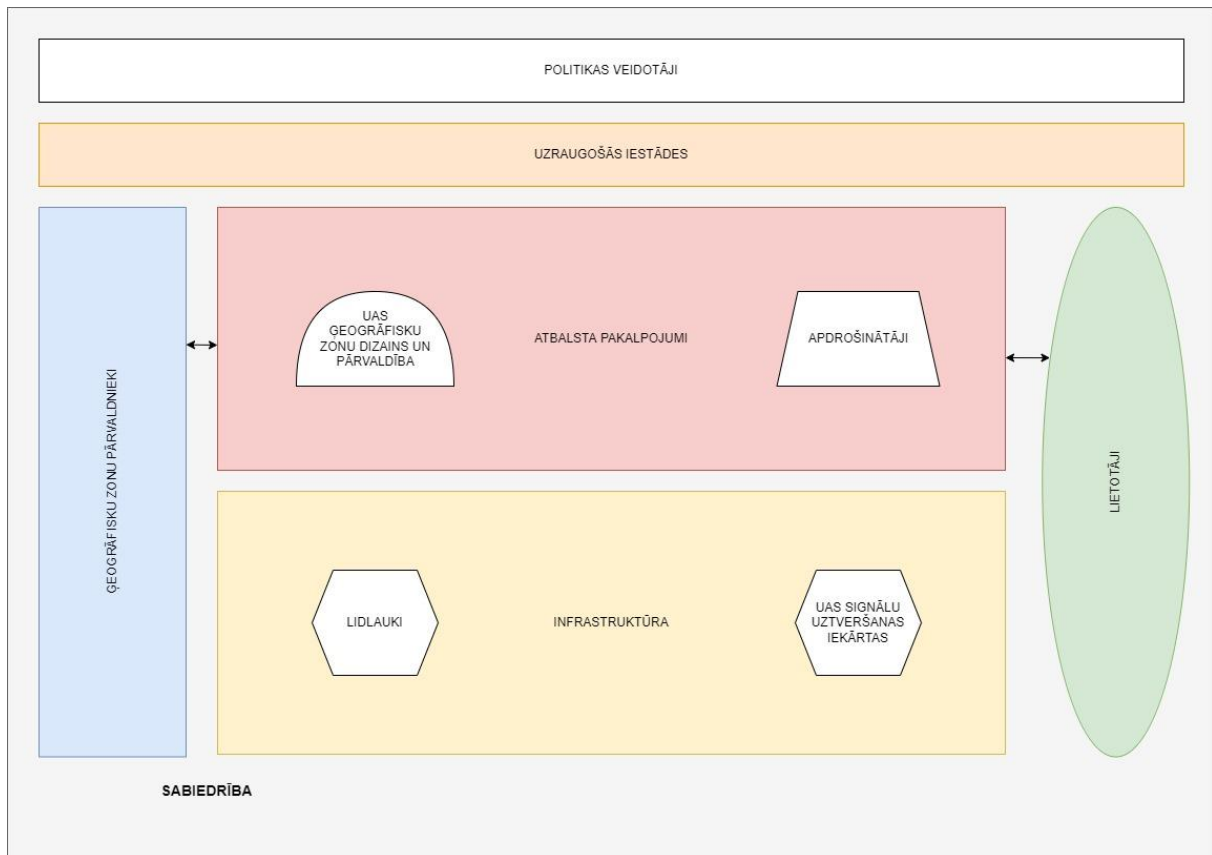 POLITIKAS VEIDOTĀJI
UZRAUGOŠĀS IESTĀDES
ĢEOGRĀFISKU ZONU PĀRVALDNIEKI
UAS
ĢEOGRĀFISKU
ZONU DIZAINS UN
PĀRVALDĪBA
ATBALSTA PAKALPOJUMI
APDROŠINĀTĀJI
LIETOTĀJI
LIDLAUKI
INFRASTRUKTŪRA
UAS SIGNĀLU
UZTVERŠANAS
IEKĀRTAS
SABIEDRĪBA